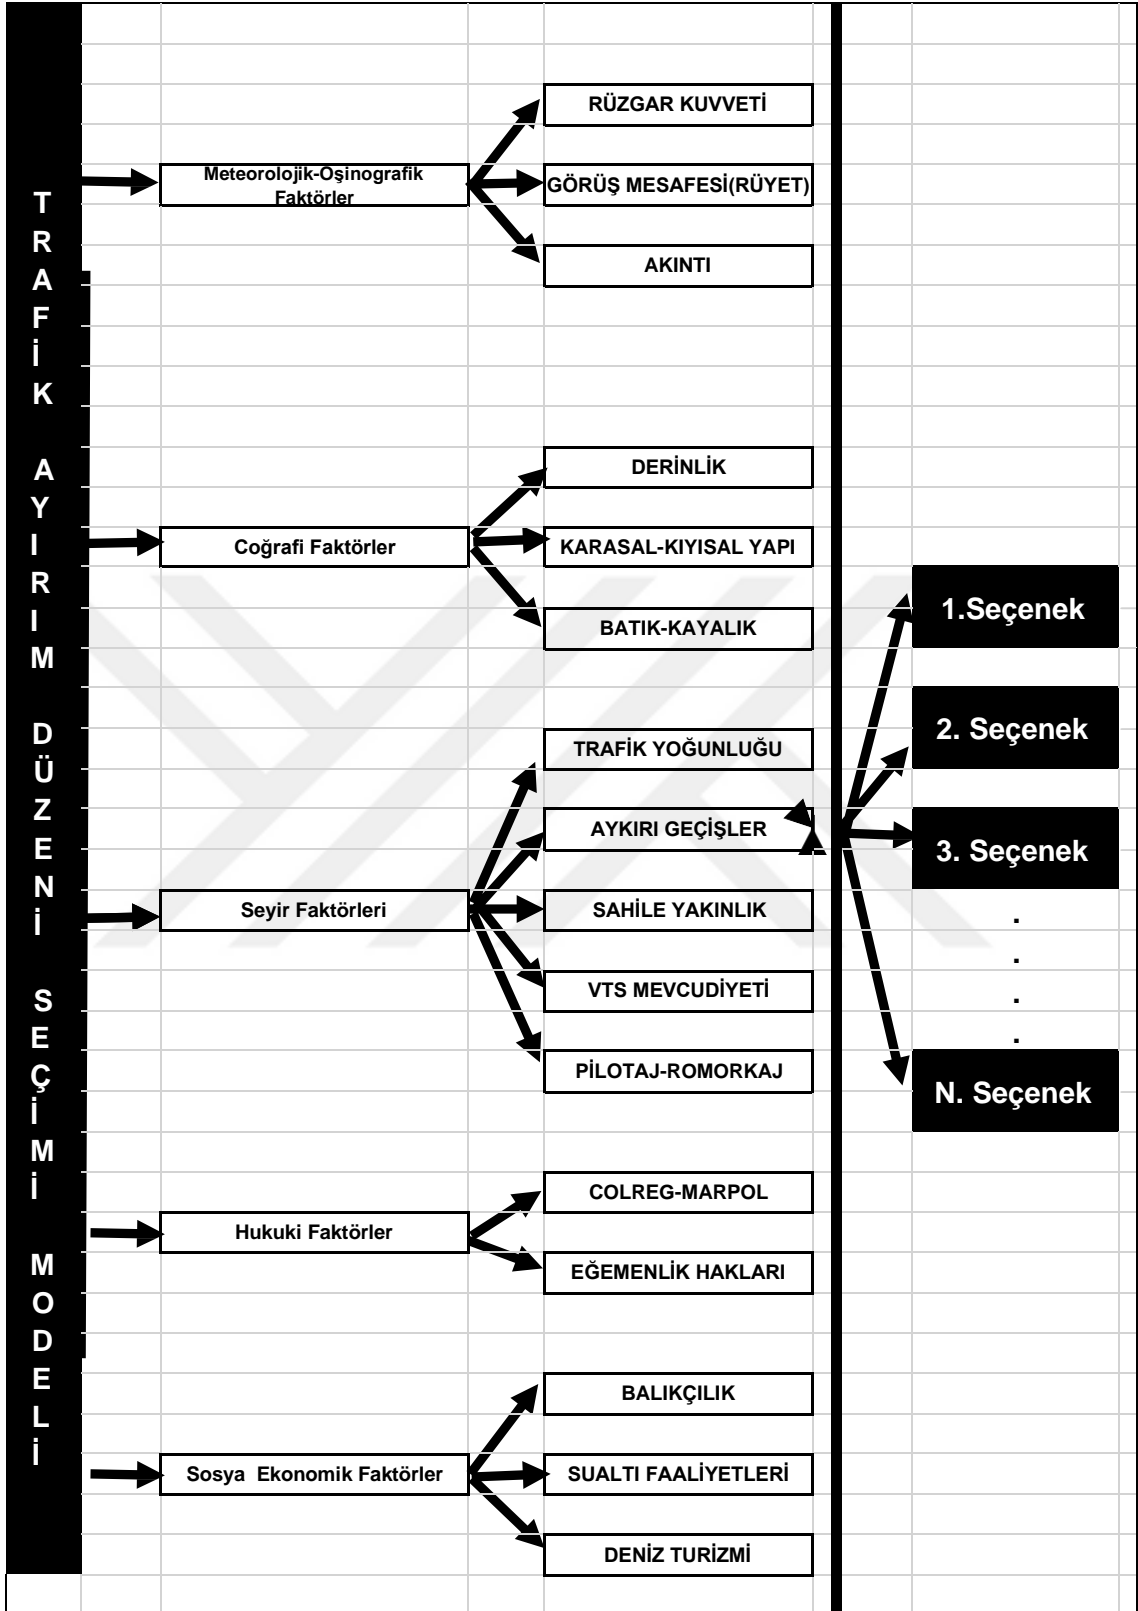 TRAFİK AYIRIM DÜZENİ SEÇİMİ MODELİ
Meteorolojik-Oşinografik
Faktörler
RÜZGAR KUVVETİ
GÖRÜŞ MESAFESİ(RÜYET)
AKINTI
Coğrafi Faktörler
DERİNLİK
KARASAL-KIYISAL YAPI
BATIK-KAYALIK
Seyir Faktörleri
TRAFİK YOĞUNLUĞU
AYKIRI GEÇİŞLER
SAHİLE YAKINLIK
VTS MEVCUDİYETİ
PİLOTAJ-ROMORKAJ
Hukuki Faktörler
COLREG-MARPOL
EĞEMENLİK HAKLARI
Sosya Ekonomik Faktörler
BALIKÇILIK
SUALTI FAALİYETLERİ
DENİZ TURİZMİ
1.Seçenek
2. Seçenek
3. Seçenek
.
.
.
.
N. Seçenek